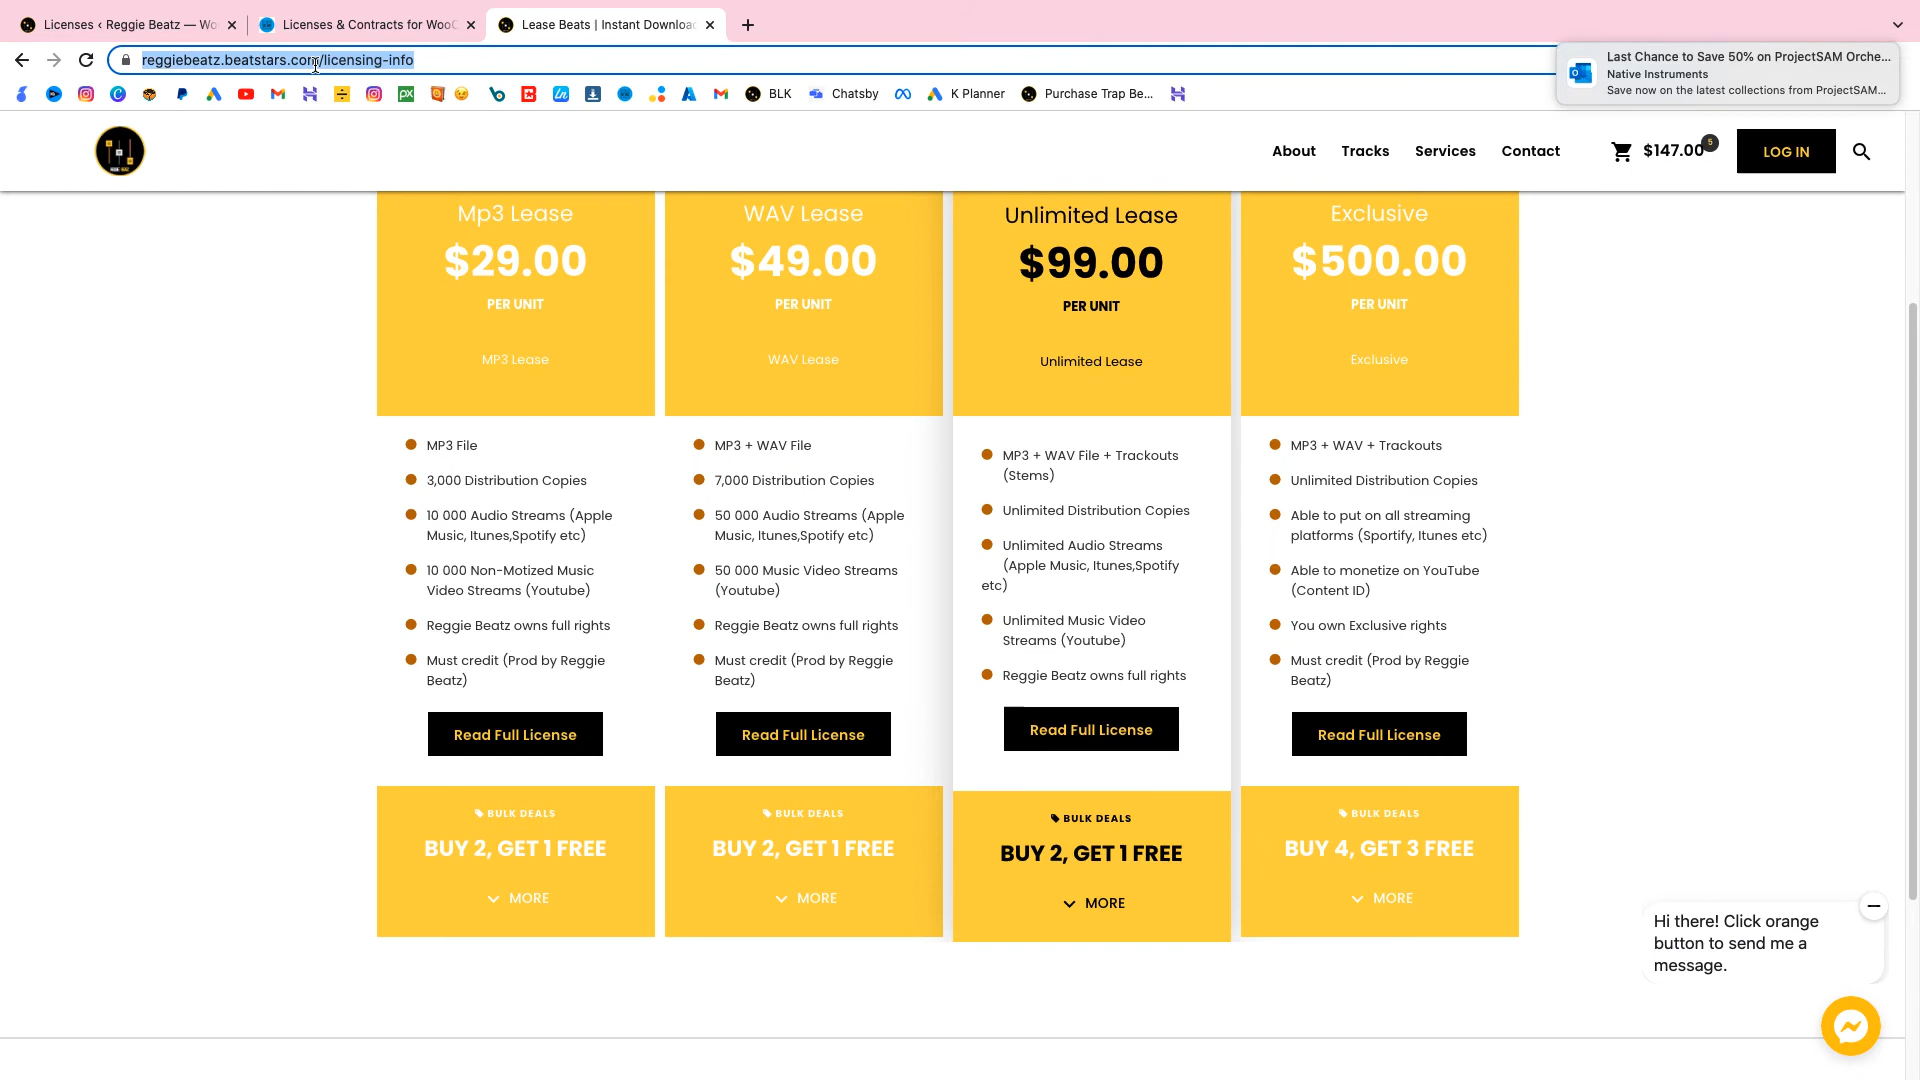 Licenses ‹ Reggie Beatz — Wo
Licenses & Contracts for WooC
Lease Beats | Instant Downloa
reggiebeatz.beatstars.com/licensing-info
Last Chance to Save 50% on ProjectSAM Orche...
Native Instruments
Save now on the latest collections from ProjectSAM...
BLK
Chatsby
K Planner
Purchase Trap Be...
About
Tracks
Services
Contact
$147.00
5
LOG IN
Mp3 Lease
$29.00
PER UNIT
MP3 Lease
MP3 File
3,000 Distribution Copies
10 000 Audio Streams (Apple
Music, Itunes,Spotify etc)
10 000 Non-Motized Music
Video Streams (Youtube)
Reggie Beatz owns full rights
Must credit (Prod by Reggie
Beatz)
Read Full License
BULK DEALS
BUY 2, GET 1 FREE
MORE
WAV Lease
$49.00
PER UNIT
WAV Lease
MP3 + WAV File
7,000 Distribution Copies
50 000 Audio Streams (Apple
Music, Itunes,Spotify etc)
50 000 Music Video Streams
(Youtube)
Reggie Beatz owns full rights
Must credit (Prod by Reggie
Beatz)
Read Full License
BULK DEALS
BUY 2, GET 1 FREE
MORE
Unlimited Lease
$99.00
PER UNIT
Unlimited Lease
MP3 + WAV File + Trackouts
(Stems)
Unlimited Distribution Copies
Unlimited Audio Streams
(Apple Music, Itunes,Spotify
etc)
Unlimited Music Video
Streams (Youtube)
Reggie Beatz owns full rights
Read Full License
BULK DEALS
BUY 2, GET 1 FREE
MORE
Exclusive
$500.00
PER UNIT
Exclusive
MP3 + WAV + Trackouts
Unlimited Distribution Copies
Able to put on all streaming
platforms (Sportify, Itunes etc)
Able to monetize on YouTube
(Content ID)
You own Exclusive rights
Must credit (Prod by Reggie
Beatz)
Read Full License
BULK DEALS
BUY 4, GET 3 FREE
MORE
Hi there! Click orange
button to send me a
message.